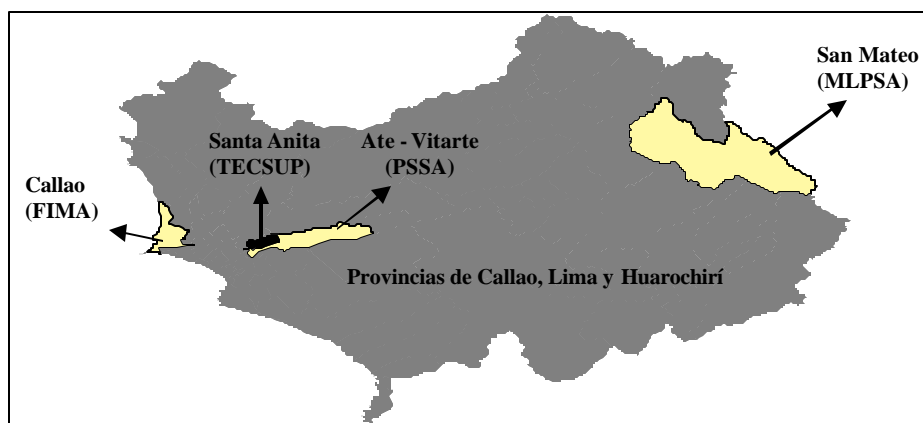 San Mateo
(MLPSA)
Santa Anita
(TECSUP)
Ate - Vitarte
(PSSA)
Callao
(FIMA)
Provincias de Callao, Lima y Huarochirí